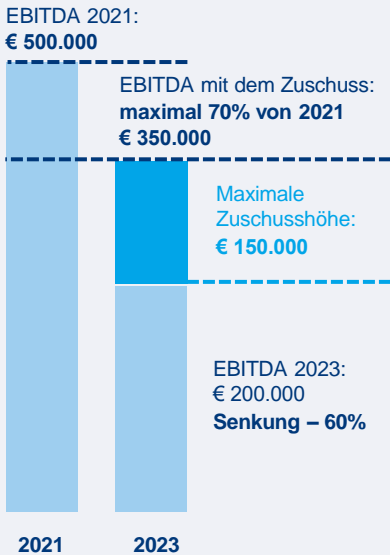 EBITDA 2021:
€ 500.000
EBITDA mit dem Zuschuss:
maximal 70% von 2021
€ 350.000
Maximale
Zuschusshöhe:
€ 150.000
EBITDA 2023:
€ 200.000
Senkung – 60%
2021
2023